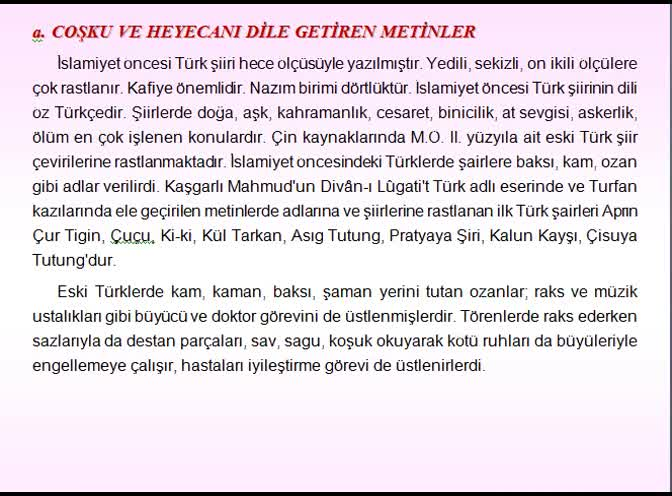 a. COŞKU VE HEYECANI DİLE GETİREN METİNLER
İslamiyet oncesi Türk şiiri hece olçüsüyle yazılmıştır. Yedili, sekizli, on ikili olçülere
çok rastlanır. Kafiye önemlidir. Nazım birimi dörtlüktür. İslamiyet öncesi Türk şiirinin dili
oz Türkçedir. Şiirlerde doğa, aşk, kahramanlık, cesaret, binicilik, at sevgisi, askerlik,
ölüm en çok işlenen konulardır. Çin kaynaklarında M.O. II. yüzyıla ait eski Türk şiir
çevirilerine rastlanmaktadır. İslamiyet oncesindeki Türklerde şairlere baksı, kam, ozan
gibi adlar verilirdi. Kaşgarlı Mahmud'un Divân-ı Lûgati't Türk adlı eserinde ve Turfan
kazılarında ele geçirilen metinlerde adlarına ve şiirlerine rastlanan ilk Türk şairleri Aprın
Çur Tigin, Çuçu, Ki-ki, Kül Tarkan, Asıg Tutung, Pratyaya Şiri, Kalun Kayşı, Çisuya
Tutung'dur.
Eski Türklerde kam, kaman, baksı, şaman yerini tutan ozanlar; raks ve müzik
ustalıkları gibi büyücü ve doktor görevini de üstlenmişlerdir. Törenlerde raks ederken
sazlarıyla da destan parçaları, sav, sagu, koşuk okuyarak kotü ruhları da büyüleriyle
engellemeye çalışır, hastaları iyileştirme görevi de üstlenirlerdi.